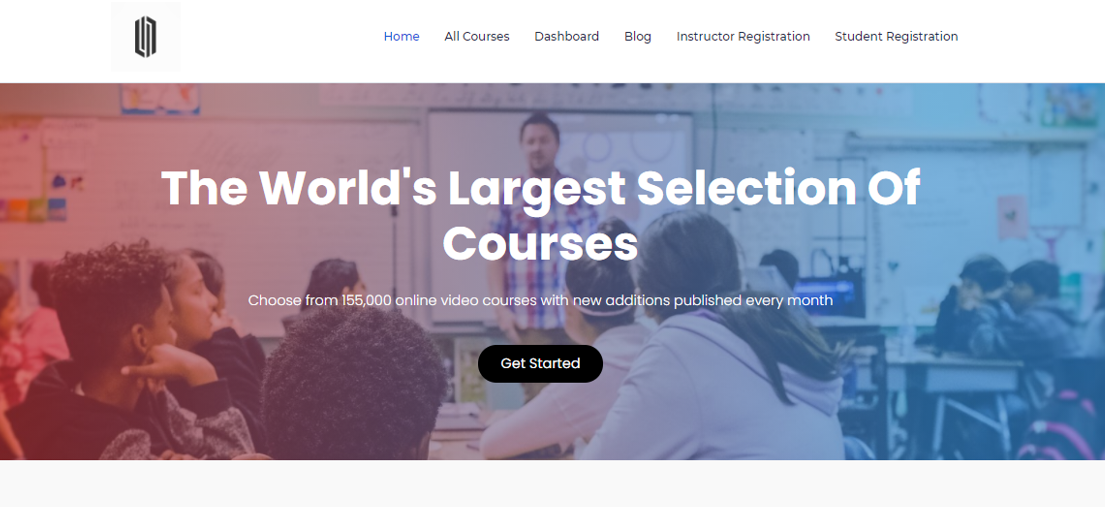 Home All Courses Dashboard Blog Instructor Registration Student Registration
The World's Largest Selection Of
Courses
Choose from 155,000 online video courses with new additions published every month
Get Started